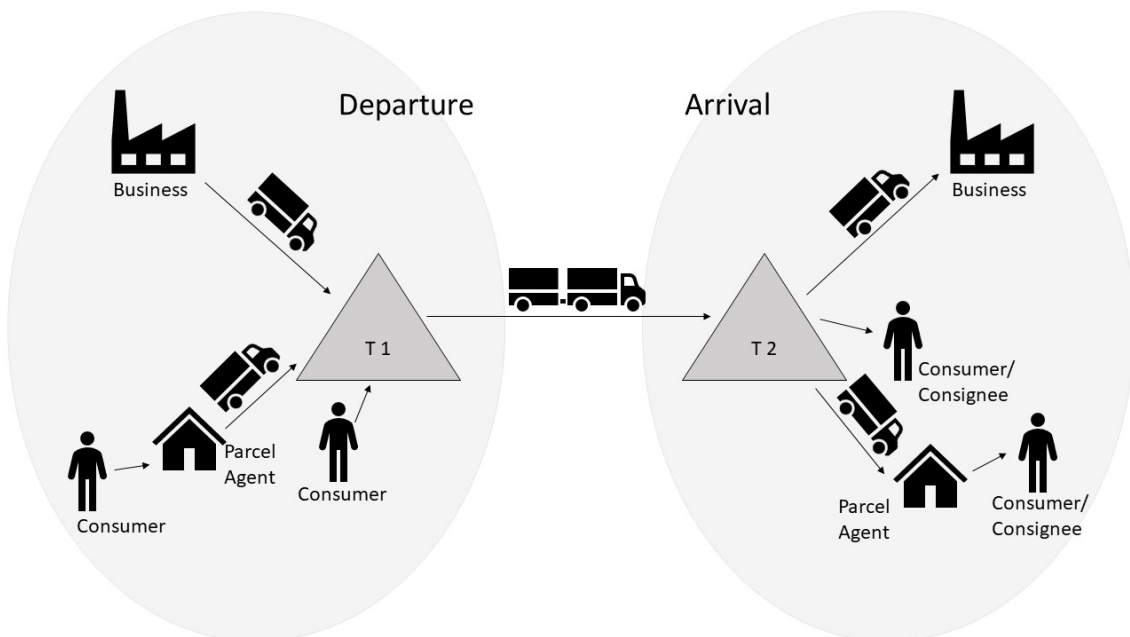 Departure
Arrival
Business
Business
T 1
T 2
Consumer/
Consignee
Parcel
Agent
Consumer
Consumer
Parcel
Agent
Consumer/
Consignee